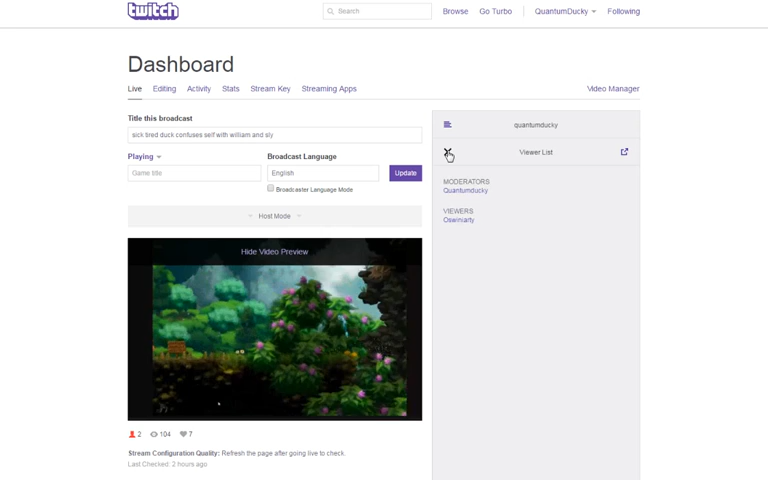 twitch
Search
Browse
Go Turbo
QuantumDucky
Following
Dashboard
Live
Editing
Activity
Stats
Stream Key
Streaming Apps
Video Manager
Title this broadcast
sick tired duck confuses self with william and sly
Playing
Broadcast Language
Game title
English
Update
Broadcaster Language Mode
Host Mode
Hide Video Preview
2
104
7
Stream Configuration Quality: Refresh the page after going live to check.
Last Checked: 2 hours ago
quantumducky
Viewer List
MODERATORS
Quantumducky
VIEWERS
Oswiniarty